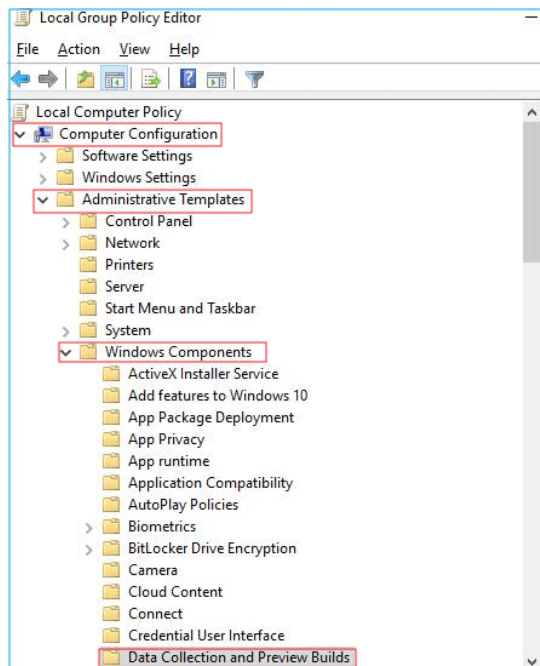 Local Group Policy Editor
File Action View Help
Local Computer Policy
Computer Configuration
Software Settings
Windows Settings
Administrative Templates
Control Panel
Network
Printers
Server
Start Menu and Taskbar
System
Windows Components
ActiveX Installer Service
Add features to Windows 10
App Package Deployment
App Privacy
App runtime
Application Compatibility
AutoPlay Policies
Biometrics
BitLocker Drive Encryption
Camera
Cloud Content
Connect
Credential User Interface
Data Collection and Preview Builds